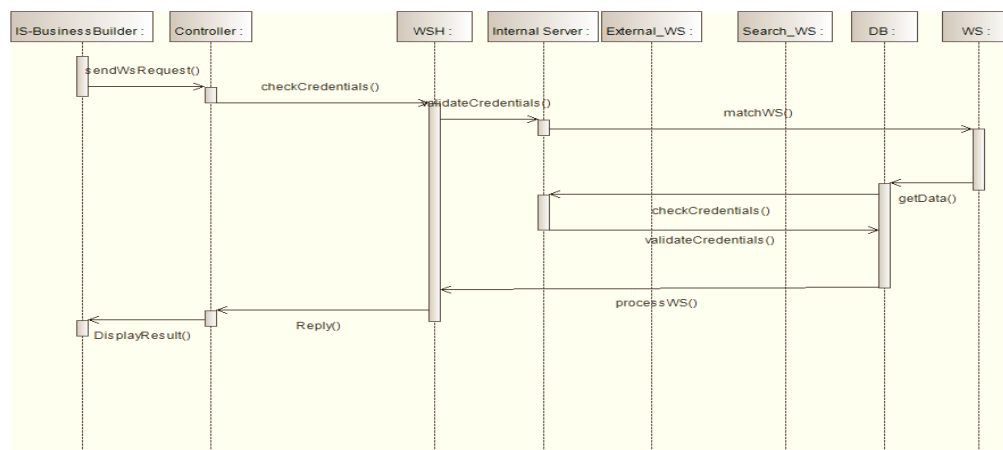 IS-BusinessBuilder :
Controller :
WSH :
Internal Server :
External_WS :
Search_WS :
DB :
WS :
sendWsRequest()
checkCredentials()
validateCredentials()
matchWS()
getData()
checkCredentials()
validateCredentials()
processWS()
Reply()
DisplayResult()